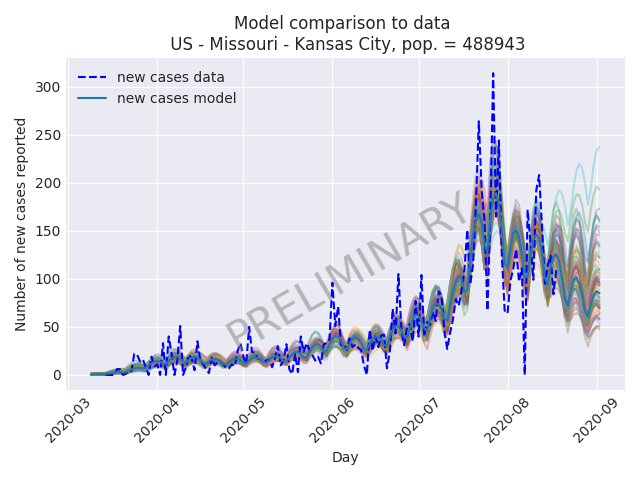 Model comparison to data
US - Missouri - Kansas City, pop. = 488943
new cases data
new cases model
PRELIMINARY
Number of new cases reported
300
250
200
150
100
50
0
2020-03
2020-04
2020-05
2020-06
2020-07
2020-08
2020-09
Day